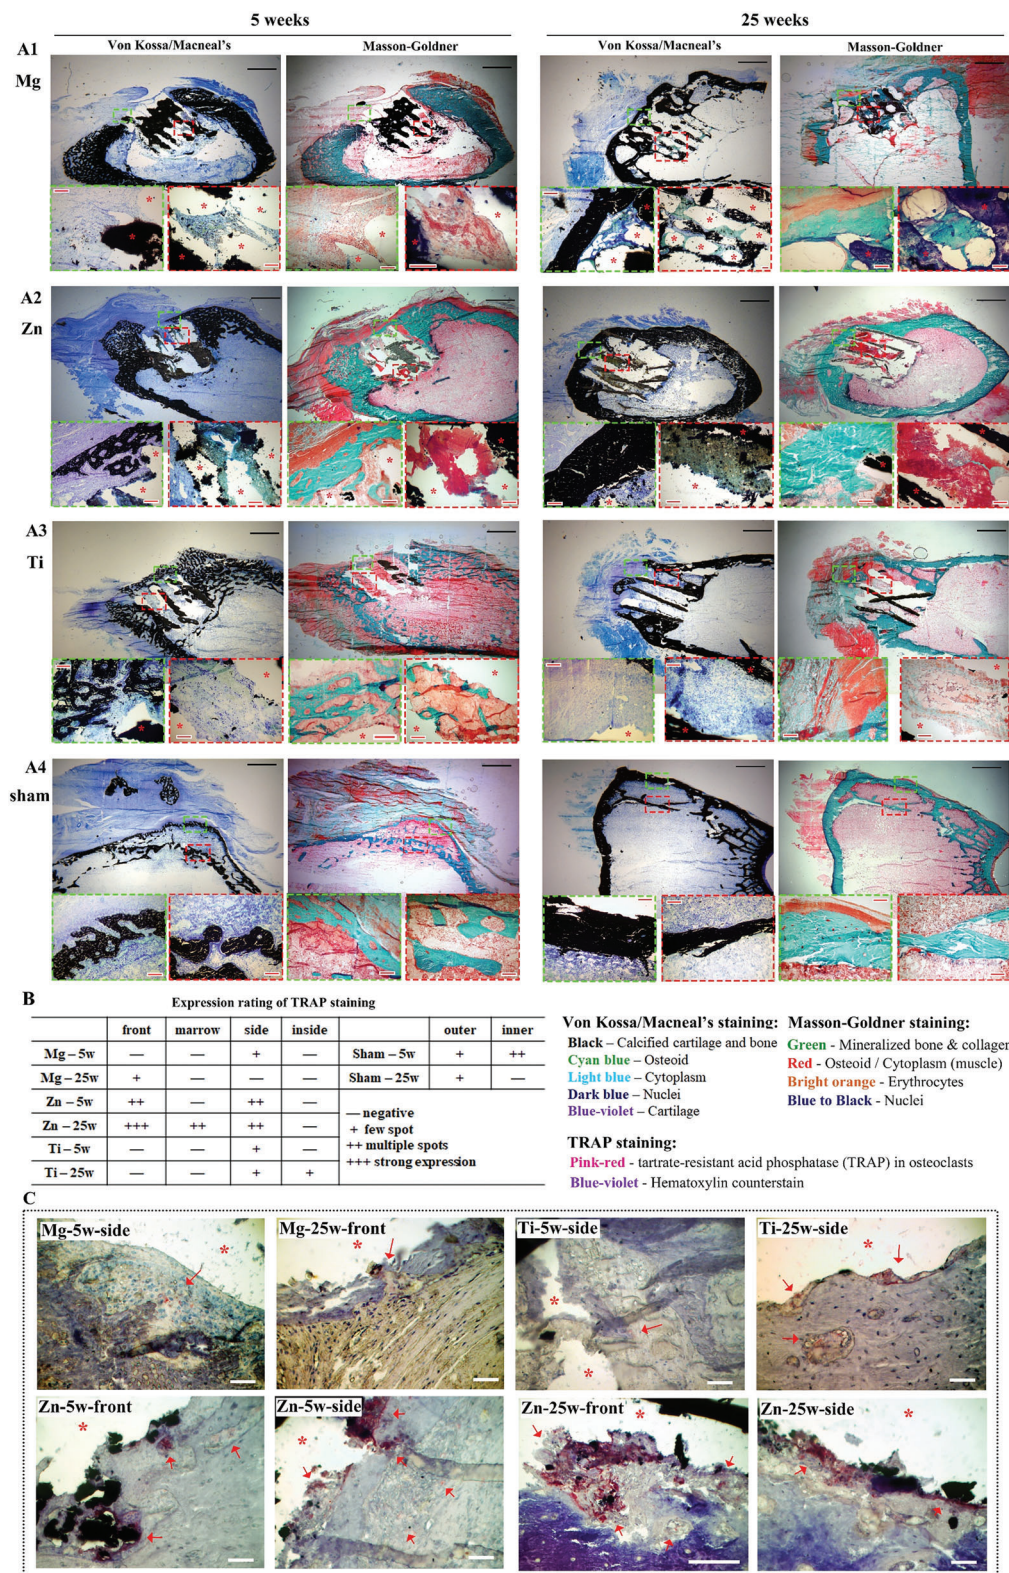 5 weeks
25 weeks
A1
Von Kossa/Macneal's
Masson-Goldner
Von Kossa/Macneal's
Masson-Goldner
Mg
A2
Zn
A3
Ti
A4
sham
B
Expression rating of TRAP staining
front marrow side inside outer inner
Mg – 5w — — + — Sham – 5w + ++
Mg – 25w + — — — Sham – 25w + —
Zn – 5w ++ — ++ —
Zn – 25w +++ ++ ++ —
Ti – 5w — — + —
Ti – 25w — — + +
— negative
+ few spot
++ multiple spots
+++ strong expression
Von Kossa/Macneal's staining:
Black – Calcified cartilage and bone
Cyan blue – Osteoid
Light blue – Cytoplasm
Dark blue – Nuclei
Blue-violet – Cartilage
Masson-Goldner staining:
Green - Mineralized bone & collagen
Red - Osteoid / Cytoplasm (muscle)
Bright orange - Erythrocytes
Blue to Black - Nuclei
TRAP staining:
Pink-red - tartrate-resistant acid phosphatase (TRAP) in osteoclasts
Blue-violet - Hematoxylin counterstain
C
Mg-5w-side
Mg-25w-front
Ti-5w-side
Ti-25w-side
Zn-5w-front
Zn-5w-side
Zn-25w-front
Zn-25w-side